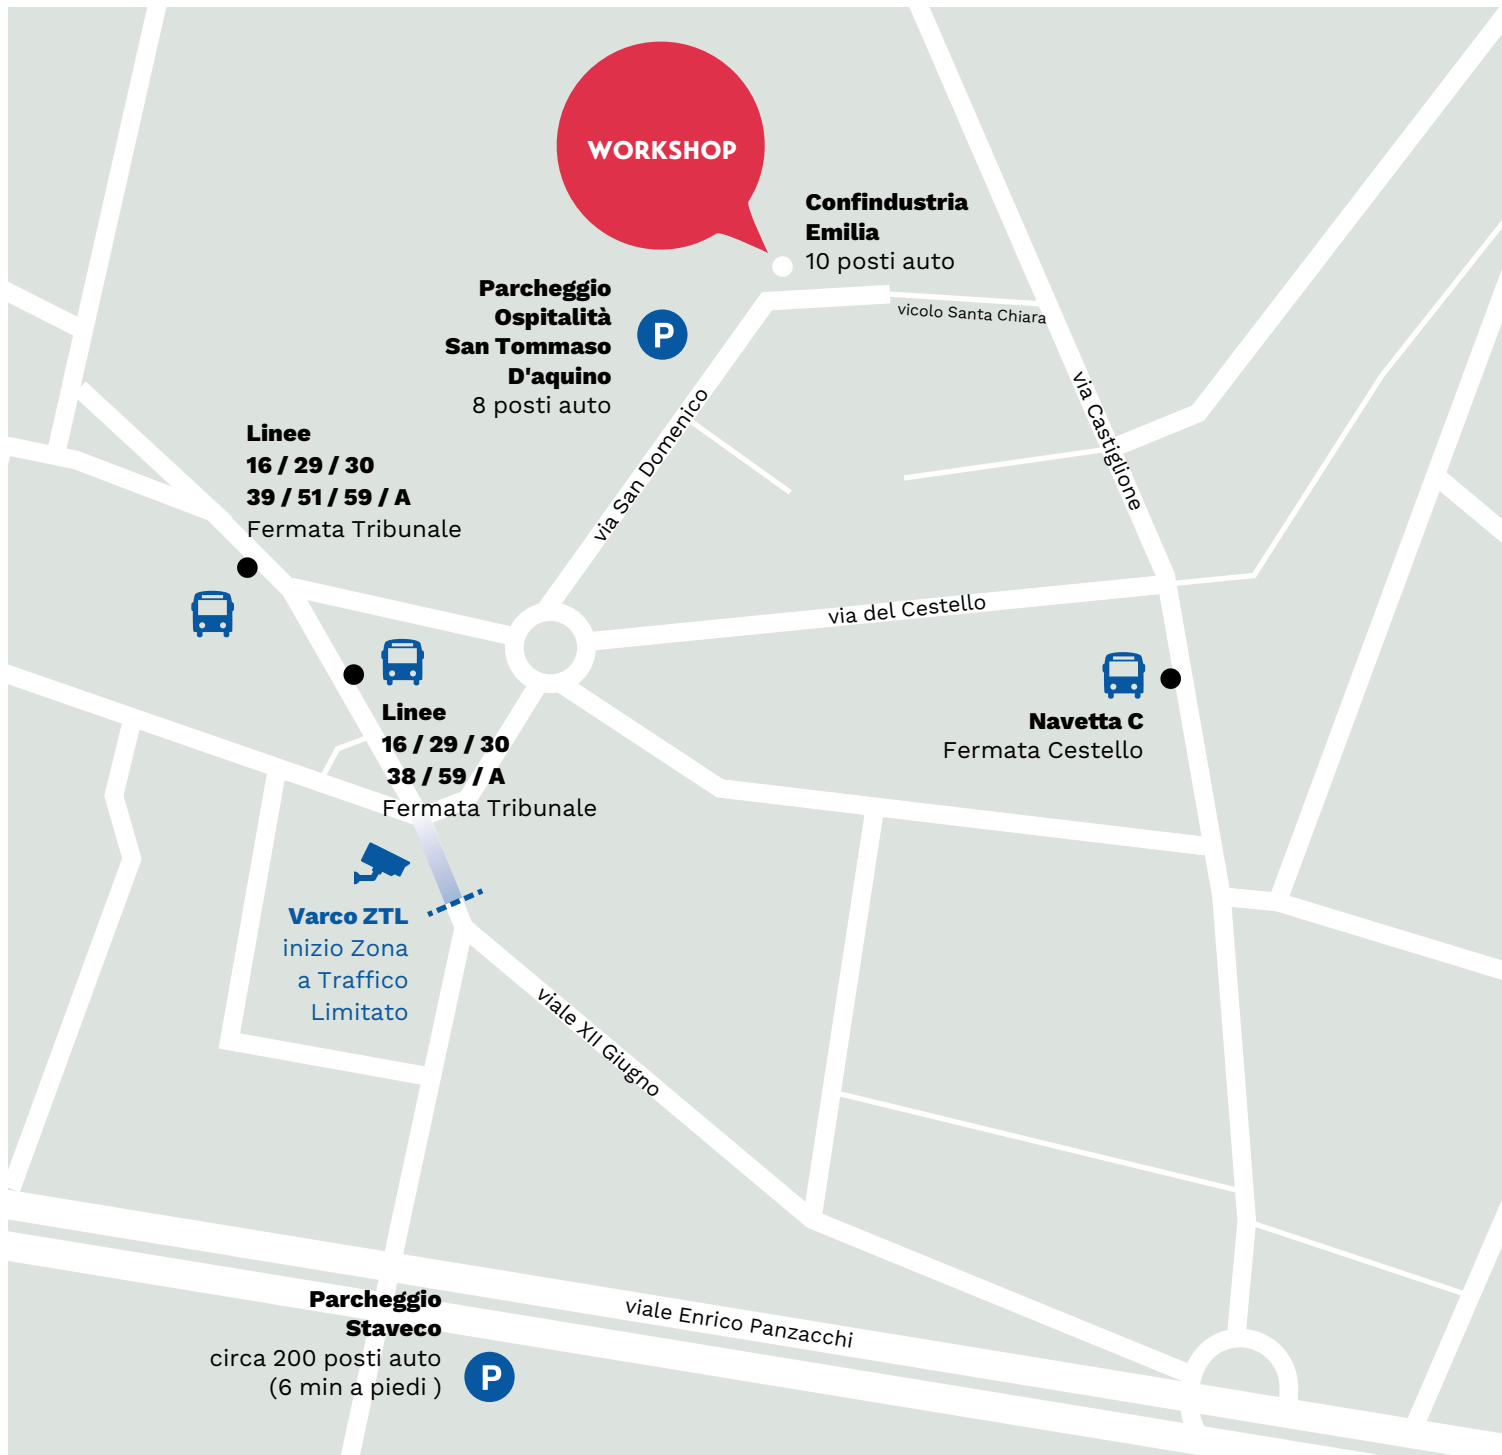 WORKSHOP
Confindustria
Emilia
10 posti auto
Parcheggio
Ospitalità
San Tommaso
D'aquino
8 posti auto
P
vicolo Santa Chiara
via San Domenico
via Castiglione
Linee
16 / 29 / 30
39 / 51 / 59 / A
Fermata Tribunale
via del Cestello
Linee
16 / 29 / 30
38 / 59 / A
Fermata Tribunale
Navetta C
Fermata Cestello
Varco ZTL
inizio Zona
a Traffico
Limitato
viale XII Giugno
Parcheggio
Staveco
circa 200 posti auto
(6 min a piedi )
P
viale Enrico Panzacchi